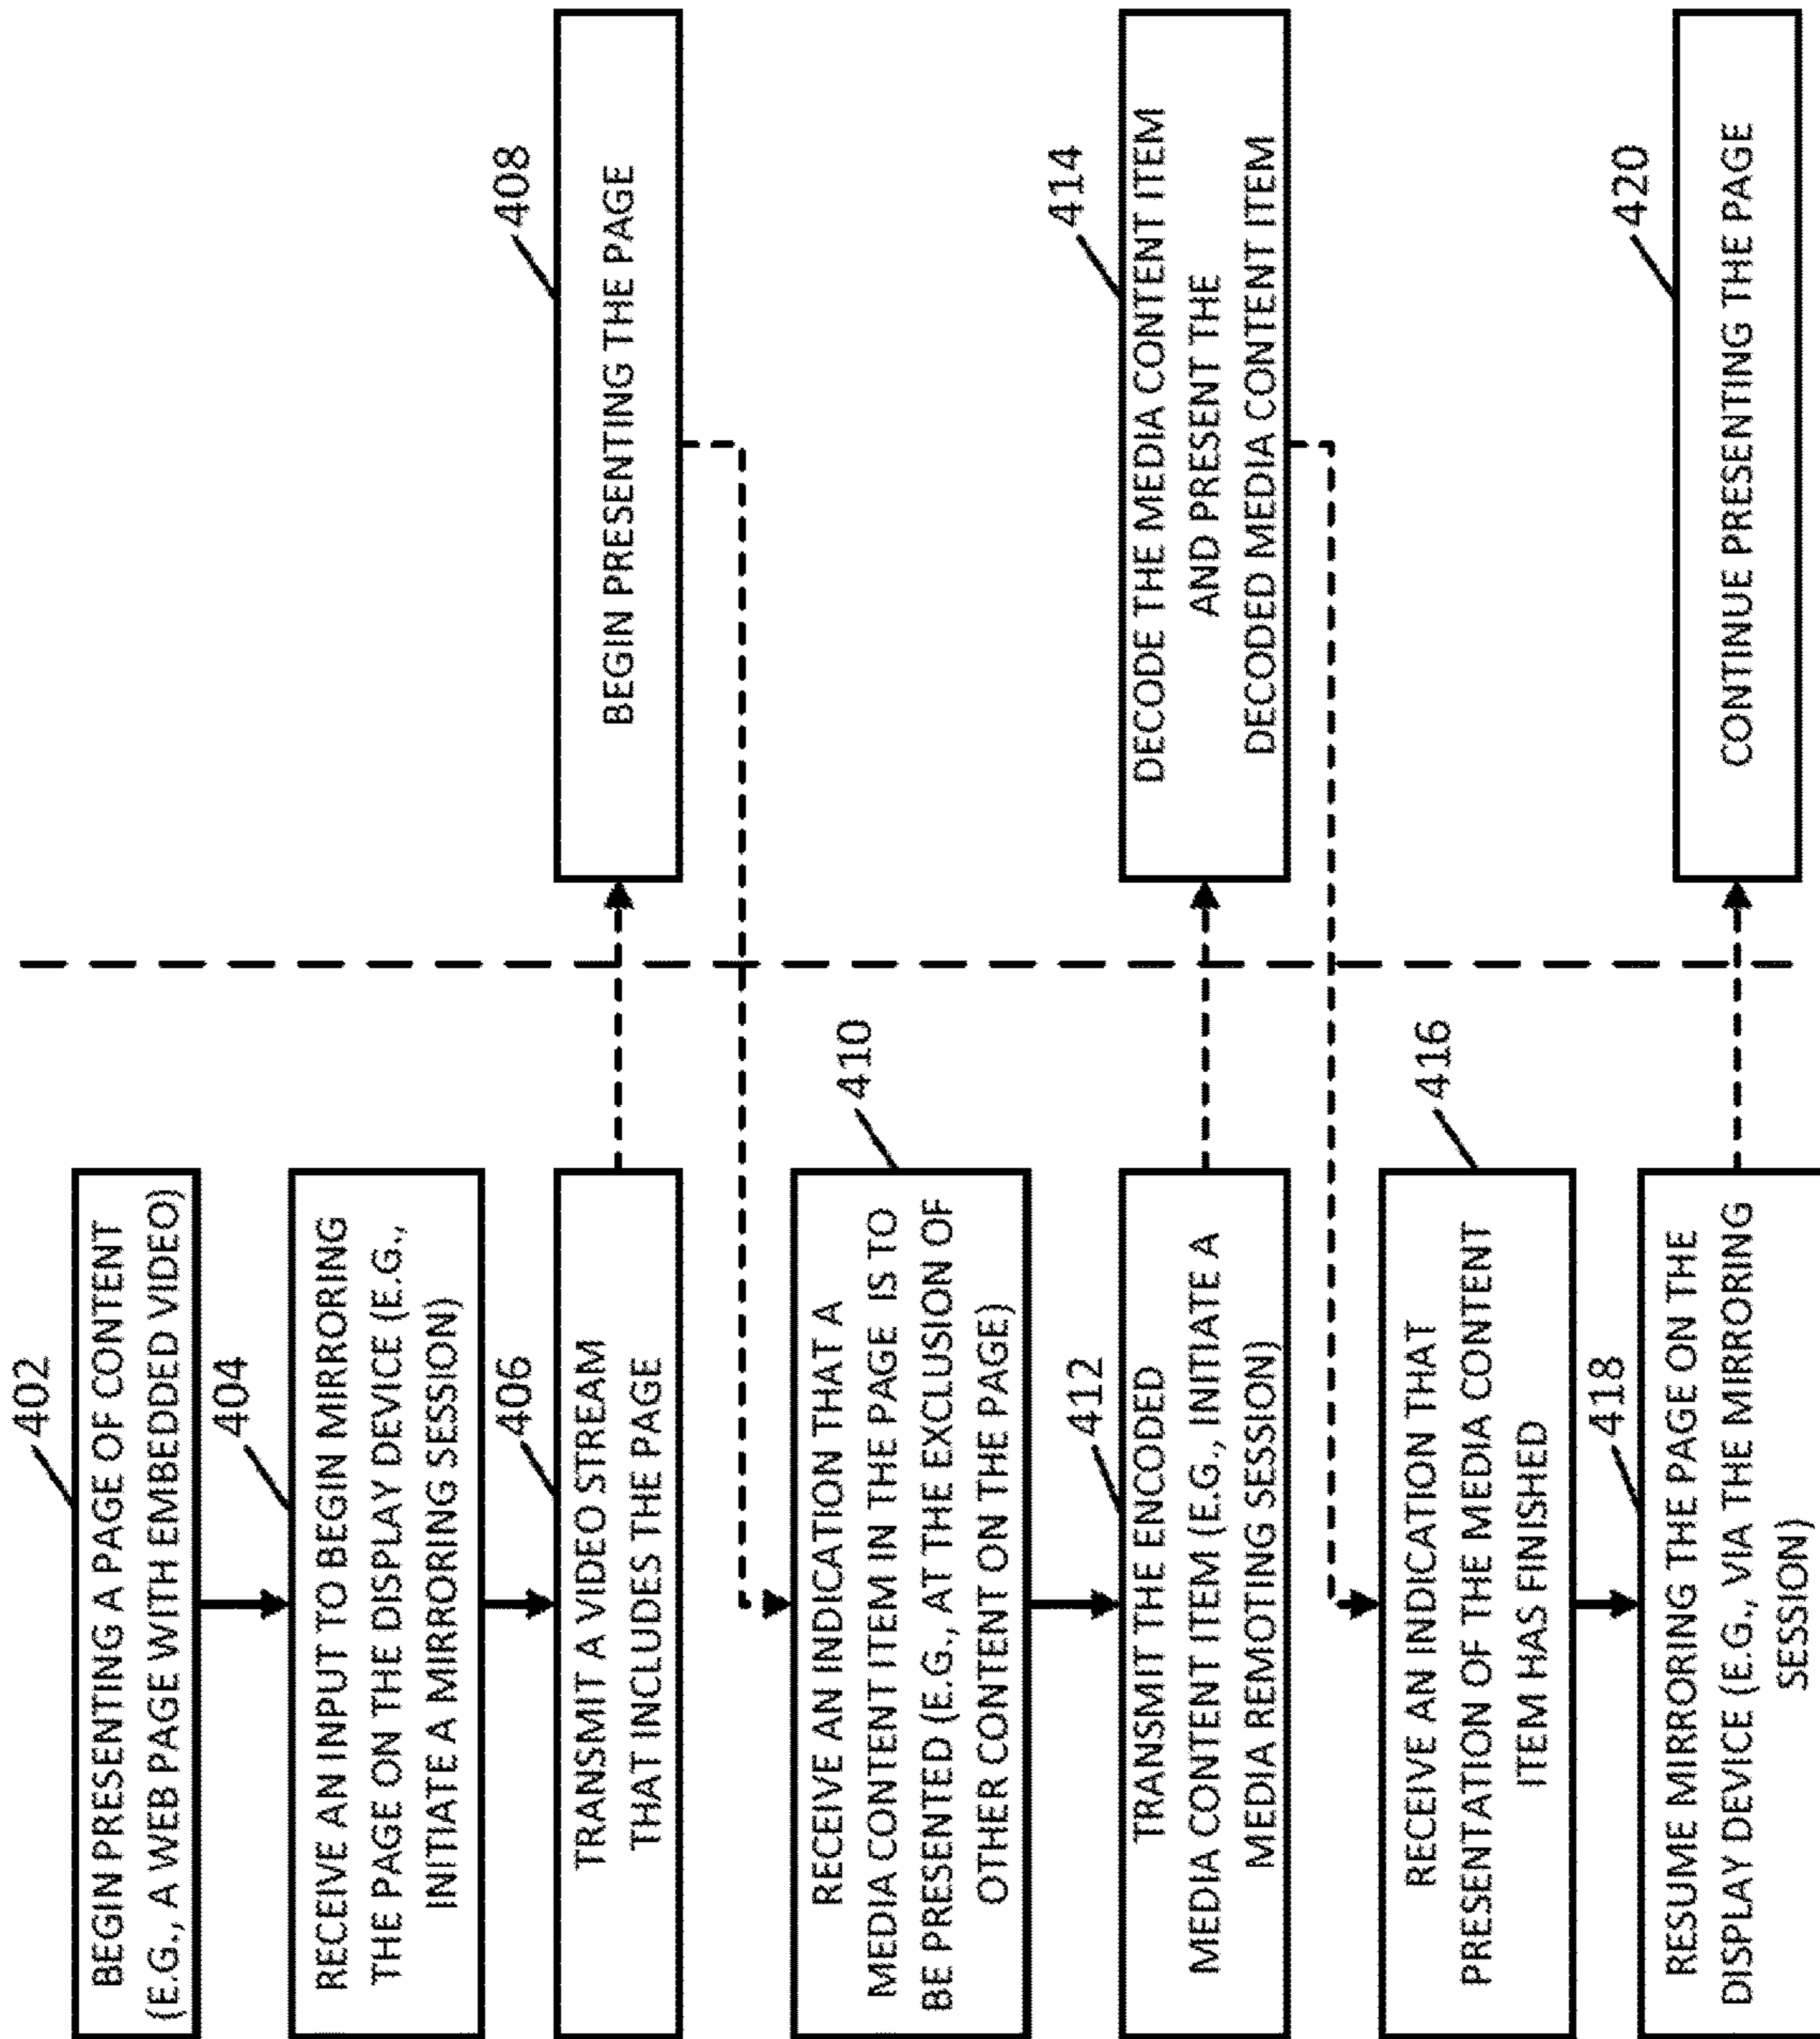 402
BEGIN PRESENTING A PAGE OF CONTENT
(E.G., A WEB PAGE WITH EMBEDDED VIDEO)
404
RECEIVE AN INPUT TO BEGIN MIRRORING
THE PAGE ON THE DISPLAY DEVICE (E.G.,
INITIATE A MIRRORING SESSION)
406
TRANSMIT A VIDEO STREAM
THAT INCLUDES THE PAGE
408
BEGIN PRESENTING THE PAGE
410
RECEIVE AN INDICATION THAT A
MEDIA CONTENT ITEM IN THE PAGE IS TO
BE PRESENTED (E.G., AT THE EXCLUSION OF
OTHER CONTENT ON THE PAGE)
412
TRANSMIT THE ENCODED
MEDIA CONTENT ITEM (E.G., INITIATE A
MEDIA REMOTING SESSION)
414
DECODE THE MEDIA CONTENT ITEM
AND PRESENT THE
DECODED MEDIA CONTENT ITEM
416
RECEIVE AN INDICATION THAT
PRESENTATION OF THE MEDIA CONTENT
ITEM HAS FINISHED
418
RESUME MIRRORING THE PAGE ON THE
DISPLAY DEVICE (E.G., VIA THE MIRRORING
SESSION)
420
CONTINUE PRESENTING THE PAGE